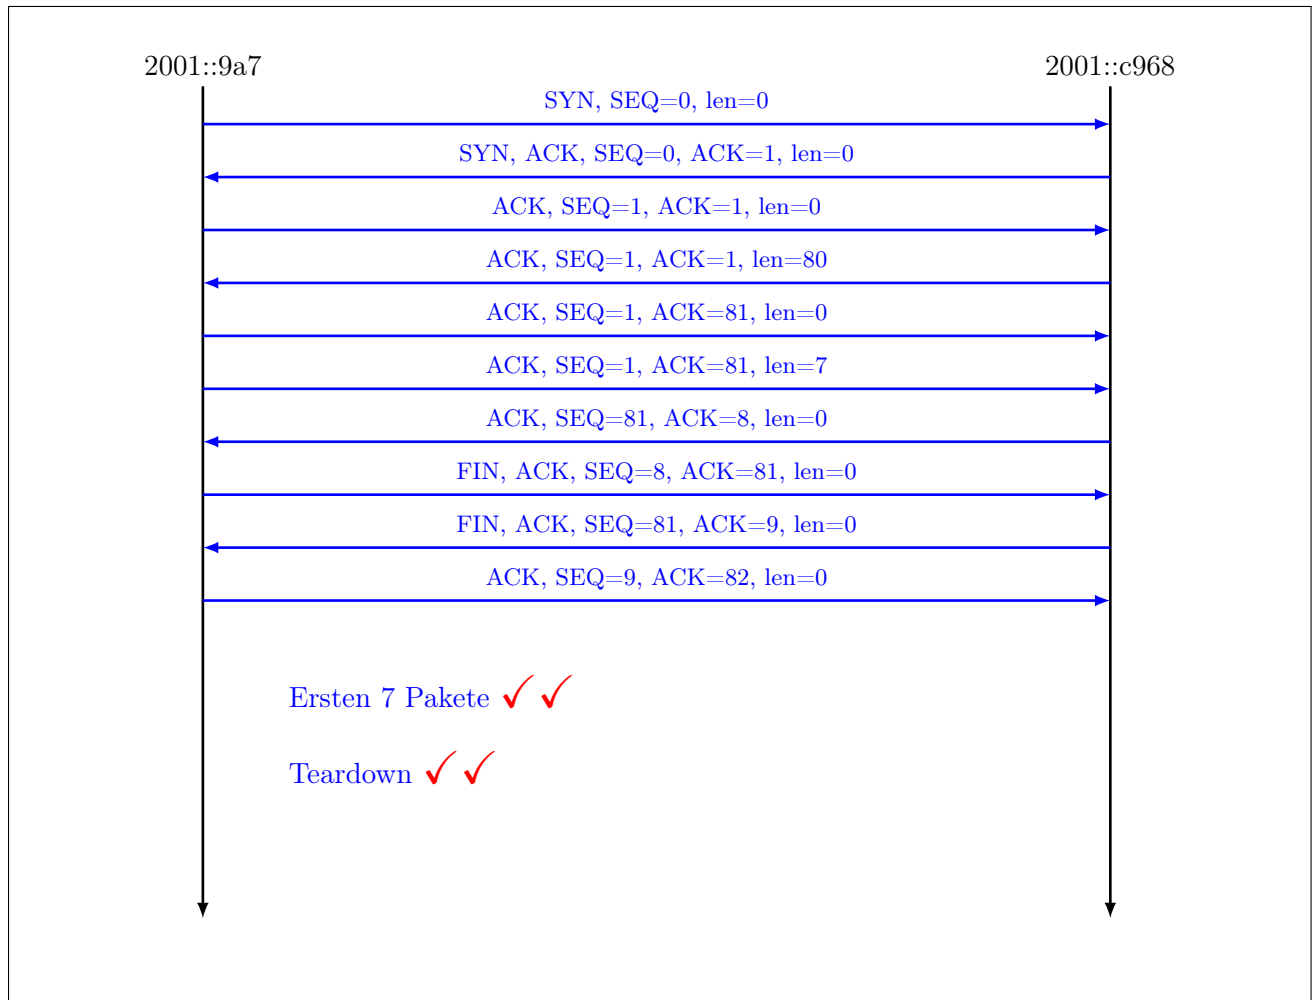 2001::9a7 2001::c968
SYN, SEQ=0, len=0
SYN, ACK, SEQ=0, ACK=1, len=0
ACK, SEQ=1, ACK=1, len=0
ACK, SEQ=1, ACK=1, len=80
ACK, SEQ=1, ACK=81, len=0
ACK, SEQ=1, ACK=81, len=7
ACK, SEQ=81, ACK=8, len=0
FIN, ACK, SEQ=8, ACK=81, len=0
FIN, ACK, SEQ=81, ACK=9, len=0
ACK, SEQ=9, ACK=82, len=0
Ersten 7 Pakete ✓✓
Teardown ✓✓